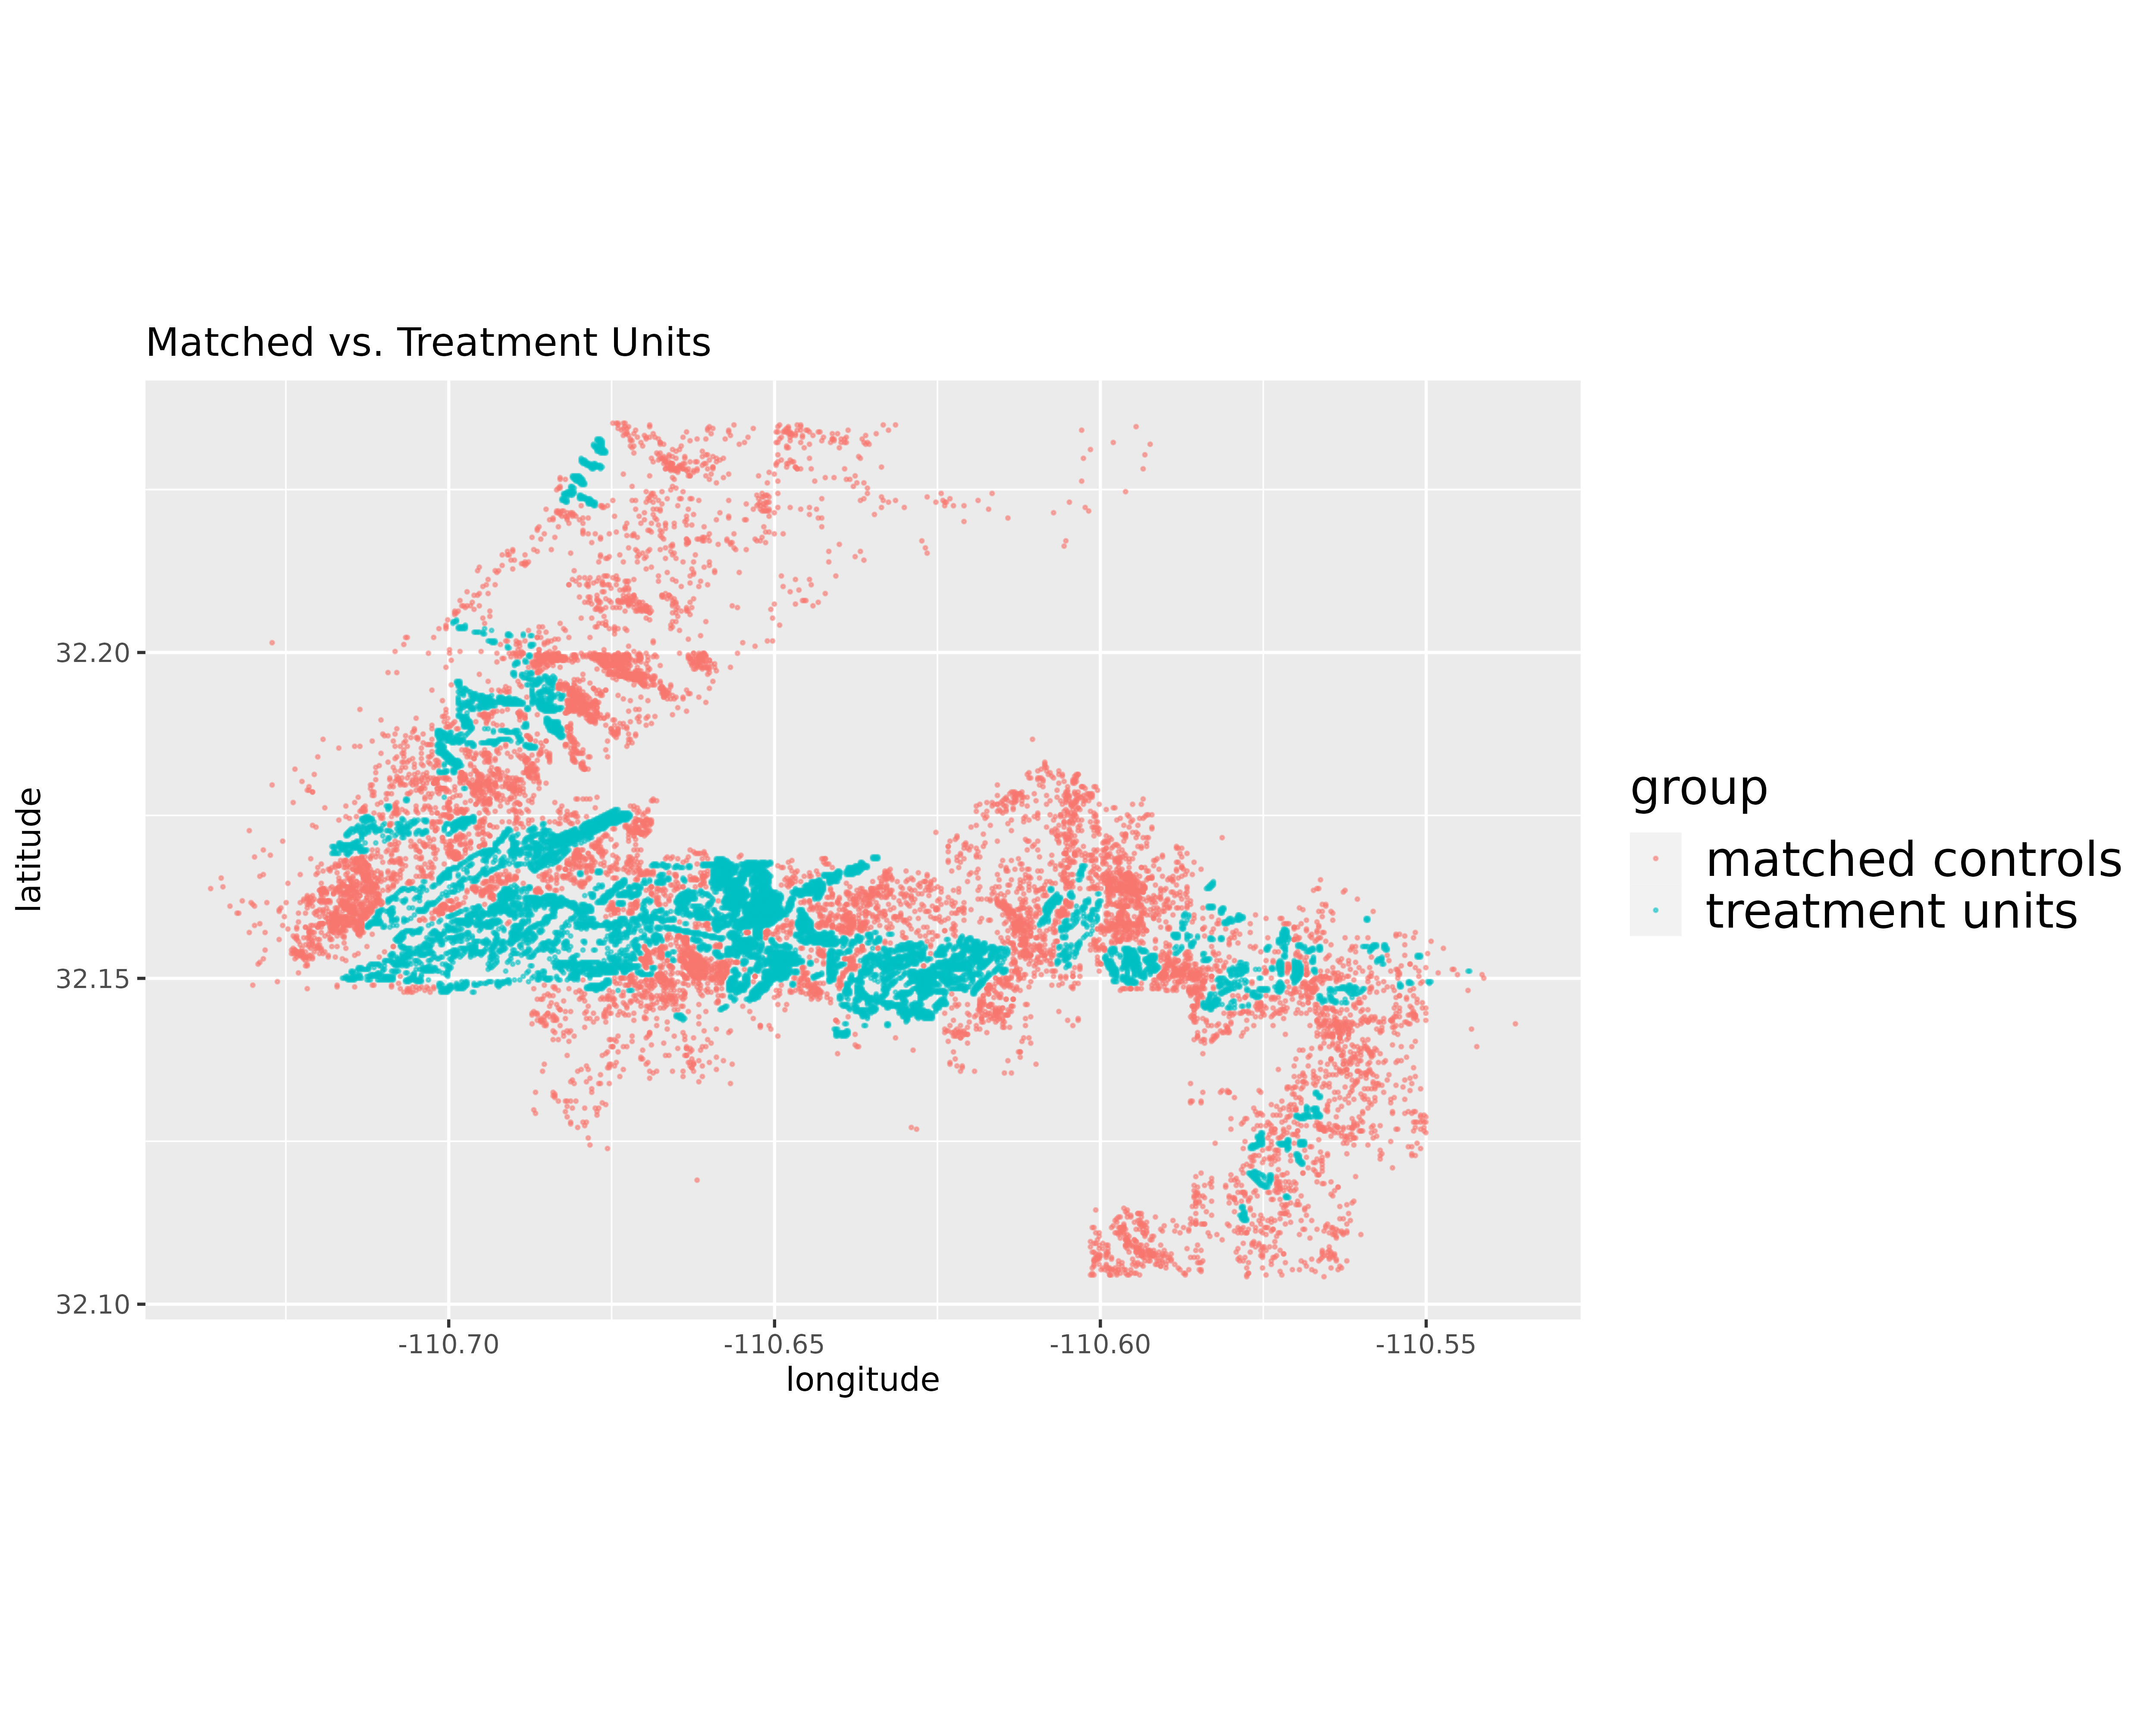 Matched vs. Treatment Units
latitude
32.20
32.15
32.10
-110.70
-110.65
-110.60
-110.55
longitude
group
matched controls
treatment units